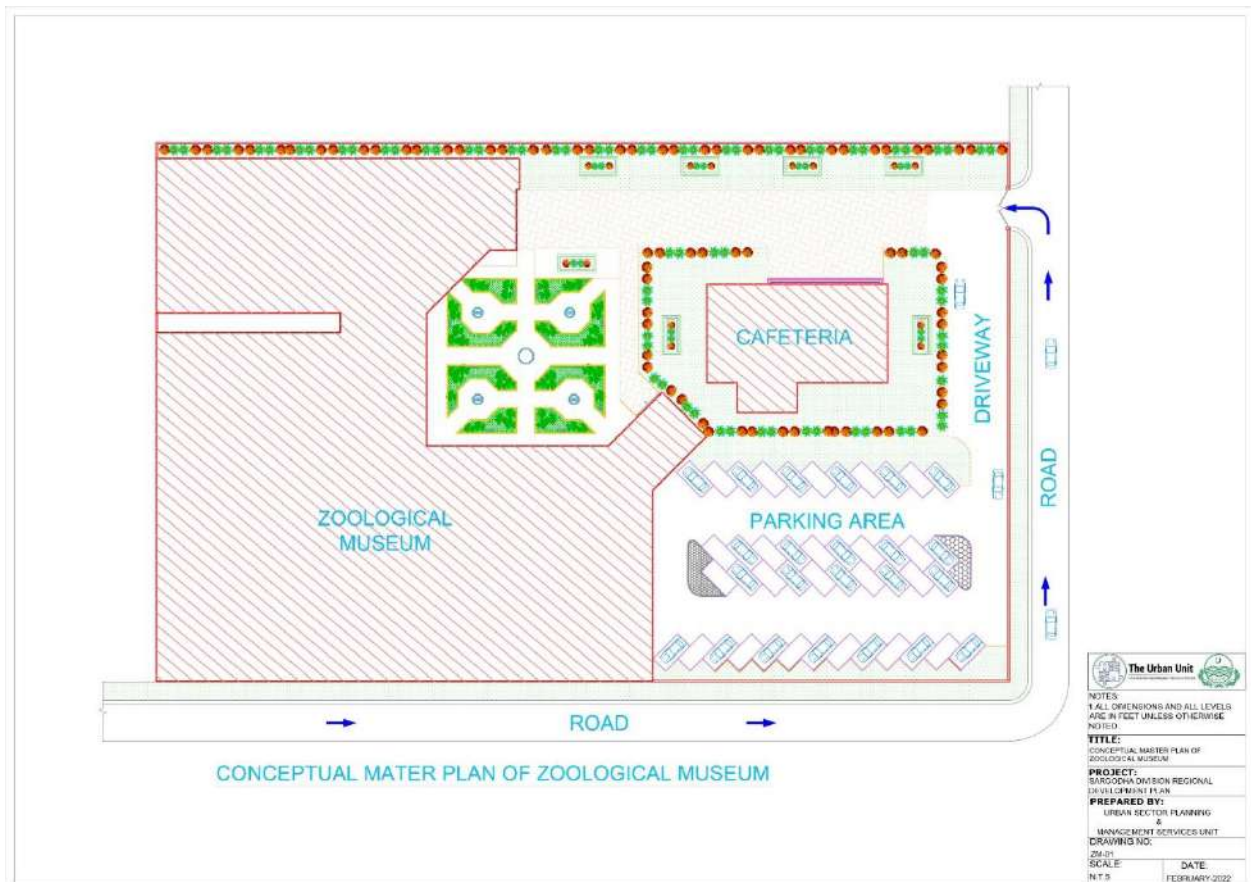 CAFETERIA
DRIVEWAY
ROAD
ZOOLOGICAL
MUSEUM
PARKING AREA
ROAD
CONCEPTUAL MATER PLAN OF ZOOLOGICAL MUSEUM
The Urban Unit
NOTES:
1.ALL DIMENSIONS AND ALL LEVELS
ARE IN FEET UNLESS OTHERWISE
NOTED.
TITLE:
CONCEPTUAL MASTER PLAN OF
ZOOLOGICAL MUSEUM
PROJECT:
SARGODHA DIVISION REGIONAL
DEVELOPMENT PLAN
PREPARED BY:
URBAN SECTOR PLANNING
&
MANAGEMENT SERVICES UNIT
DRAWING NO:
ZM-01
SCALE:
N.T.S
DATE:
FEBRUARY-2022